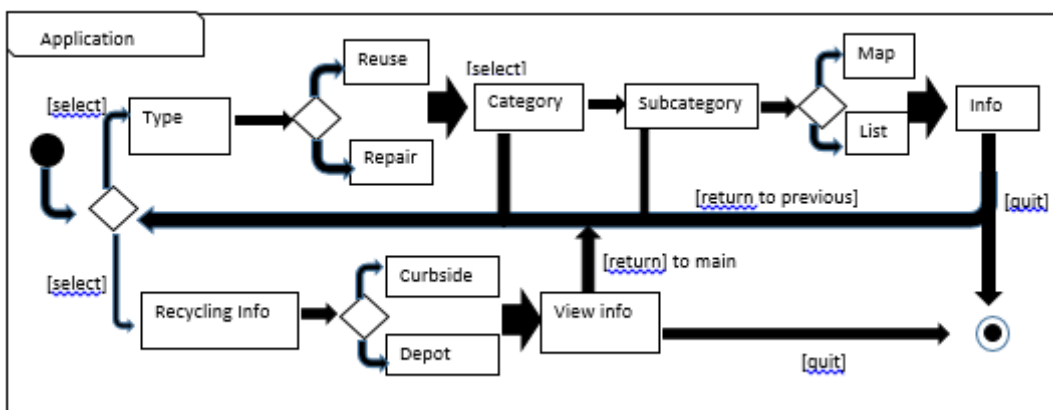 Application
Reuse
Map
[select]
[select]
Type
Category
Subcategory
Info
List
Repair
[return to previous]
[quit]
[return] to main
[select]
Curbside
Recycling Info
View info
Depot
[quit]